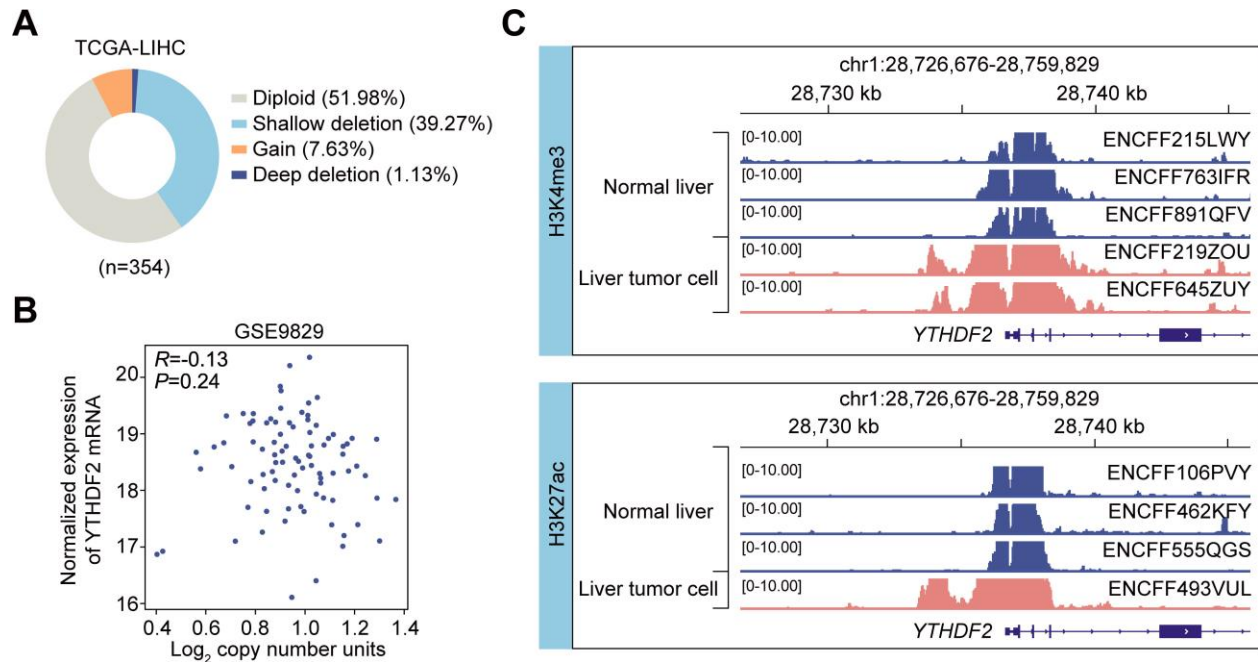 A
TCGA-LIHC
Diploid (51.98%)
Shallow deletion (39.27%)
Gain (7.63%)
Deep deletion (1.13%)
(n=354)
B
GSE9829
R=-0.13
P=0.24
Normalized expression
of YTHDF2 mRNA
20
19
18
17
16
0.4 0.6 0.8 1.0 1.2 1.4
Log2 copy number units
C
H3K4me3
chr1:28,726,676-28,759,829
28,730 kb 28,740 kb
Normal liver
[0-10.00] ENCFF215LWY
[0-10.00] ENCFF763IFR
[0-10.00] ENCFF891QFV
Liver tumor cell
[0-10.00] ENCFF219ZOU
[0-10.00] ENCFF645ZUY
YTHDF2
H3K27ac
chr1:28,726,676-28,759,829
28,730 kb 28,740 kb
Normal liver
[0-10.00] ENCFF106PVY
[0-10.00] ENCFF462KFY
[0-10.00] ENCFF555QGS
Liver tumor cell
[0-10.00] ENCFF493VUL
YTHDF2